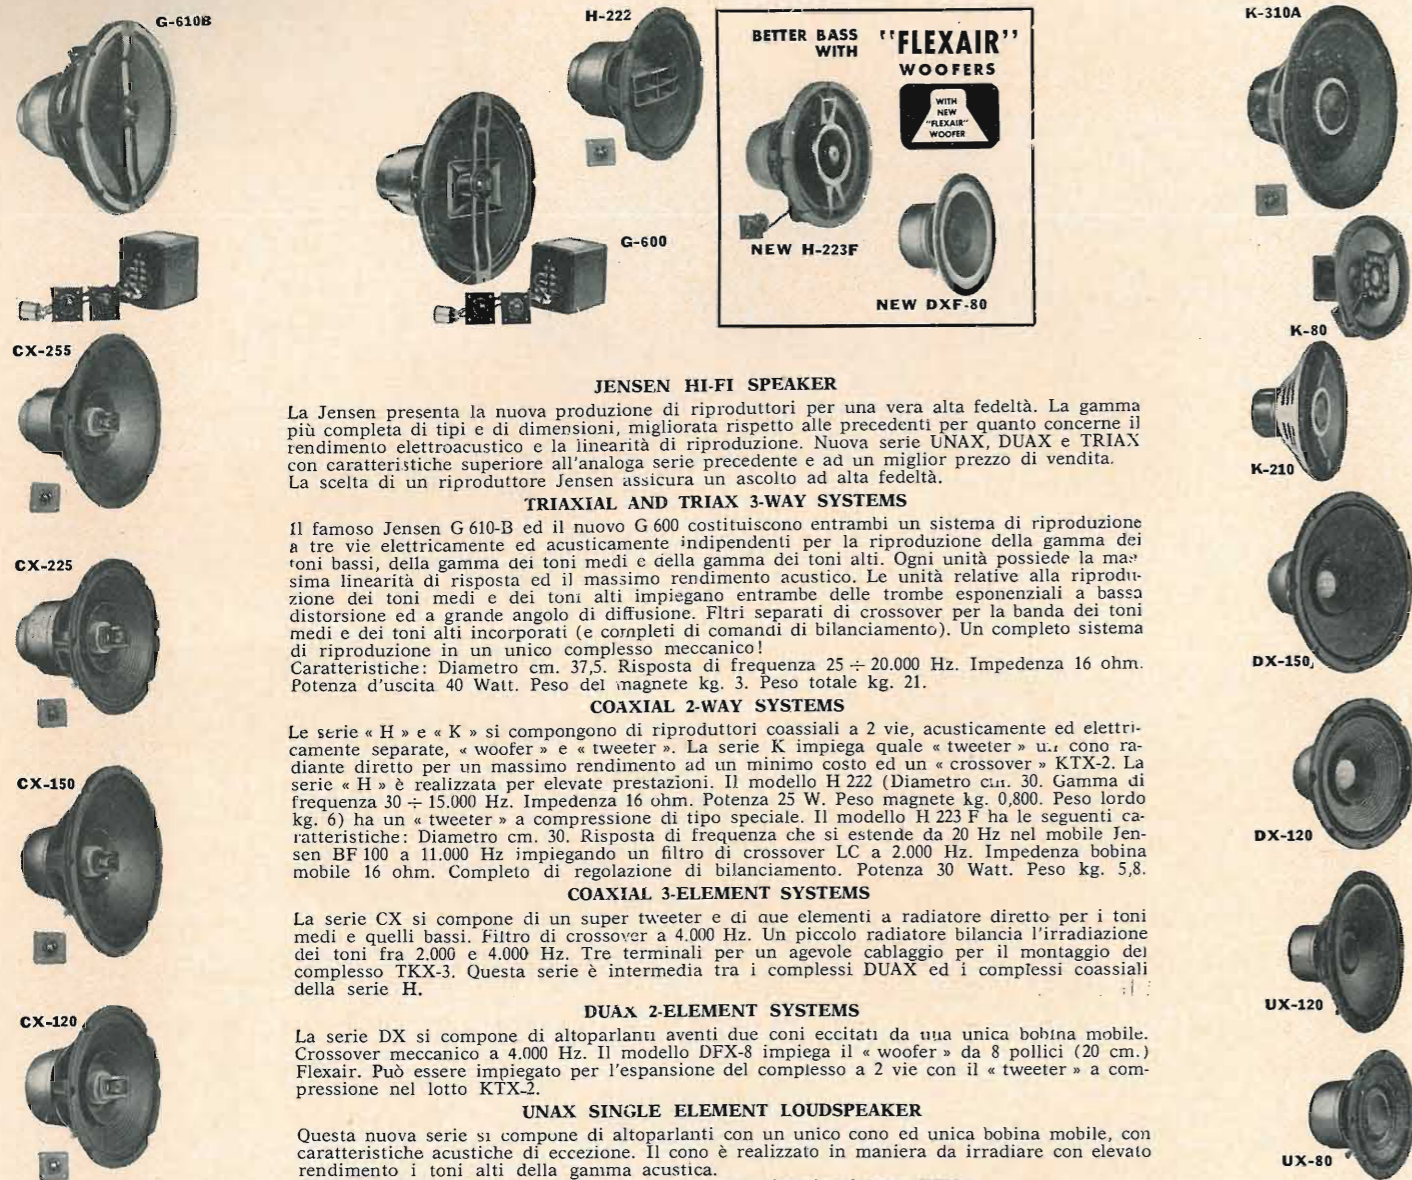 G-610B
H-222
G-600
BETTER BASS WITH "FLEXAIR" WOOFERS
WITH
NEW
"FLEXAIR"
WOOFER
NEW H-223F
NEW DXF-80
K-310A
K-80
K-210
CX-255
CX-225
CX-150
CX-120
DX-150
DX-120
UX-120
UX-80
JENSEN HI-FI SPEAKER
La Jensen presenta la nuova produzione di riproduttori per una vera alta fedeltà. La gamma
più completa di tipi e di dimensioni, migliorata rispetto alle precedenti per quanto concerne il
rendimento elettroacustico e la linearità di riproduzione. Nuova serie UNAX, DUAX e TRIAX
con caratteristiche superiore all'analoga serie precedente e ad un miglior prezzo di vendita.
La scelta di un riproduttore Jensen assicura un ascolto ad alta fedeltà.
TRIAXIAL AND TRIAX 3-WAY SYSTEMS
Il famoso Jensen G 610-B ed il nuovo G 600 costituiscono entrambi un sistema di riproduzione
a tre vie elettricamente ed acusticamente indipendenti per la riproduzione della gamma dei
toni bassi, della gamma dei toni medi e della gamma dei toni alti. Ogni unità possiede la mas-
sima linearità di risposta ed il massimo rendimento acustico. Le unità relative alla riprodu-
zione dei toni medi e dei toni alti impiegano entrambe delle trombe esponenziali a bassa
distorsione ed a grande angolo di diffusione. Fltri separati di crossover per la banda dei toni
medi e dei toni alti incorporati (e completi di comandi di bilanciamento). Un completo sistema
di riproduzione in un unico complesso meccanico!
Caratteristiche: Diametro cm. 37,5. Risposta di frequenza 25 ÷ 20.000 Hz. Impedenza 16 ohm.
Potenza d'uscita 40 Watt. Peso del magnete kg. 3. Peso totale kg. 21.
COAXIAL 2-WAY SYSTEMS
Le serie « H » e « K » si compongono di riproduttori coassiali a 2 vie, acusticamente ed elettri-
camente separate, « woofer » e « tweeter ». La serie K impiega quale « tweeter » un cono ra-
diante diretto per un massimo rendimento ad un minimo costo ed un « crossover » KTX-2. La
serie « H » è realizzata per elevate prestazioni. Il modello H 222 (Diametro cm. 30. Gamma di
frequenza 30 ÷ 15.000 Hz. Impedenza 16 ohm. Potenza 25 W. Peso magnete kg. 0,800. Peso lordo
kg. 6) ha un « tweeter » a compressione di tipo speciale. Il modello H 223 F ha le seguenti ca-
ratteristiche: Diametro cm. 30. Risposta di frequenza che si estende da 20 Hz nel mobile Jen-
sen BF 100 a 11.000 Hz impiegando un filtro di crossover LC a 2.000 Hz. Impedenza bobina
mobile 16 ohm. Completo di regolazione di bilanciamento. Potenza 30 Watt. Peso kg. 5,8.
COAXIAL 3-ELEMENT SYSTEMS
La serie CX si compone di un super tweeter e di due elementi a radiatore diretto per i toni
medi e quelli bassi. Filtro di crossover a 4.000 Hz. Un piccolo radiatore bilancia l'irradiazione
dei toni fra 2.000 e 4.000 Hz. Tre terminali per un agevole cablaggio per il montaggio del
complesso TKX-3. Questa serie è intermedia tra i complessi DUAX ed i complessi coassiali
della serie H.
DUAX 2-ELEMENT SYSTEMS
La serie DX si compone di altoparlanti aventi due coni eccitati da una unica bobina mobile.
Crossover meccanico a 4.000 Hz. Il modello DFX-8 impiega il « woofer » da 8 pollici (20 cm.)
Flexair. Può essere impiegato per l'espansione del complesso a 2 vie con il « tweeter » a com-
pressione nel lotto KTX-2.
UNAX SINGLE ELEMENT LOUDSPEAKER
Questa nuova serie si compone di altoparlanti con un unico cono ed unica bobina mobile, con
caratteristiche acustiche di eccezione. Il cono è realizzato in maniera da irradiare con elevato
rendimento i toni alti della gamma acustica.